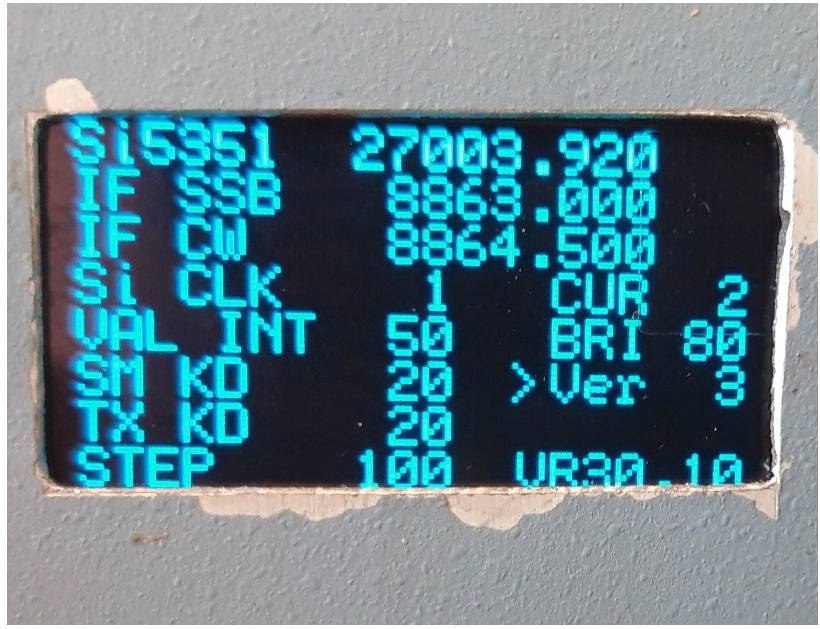 Si5351 27003.920
IF SSB 8863.000
IF CW 8864.500
Si CLK 1 CUR 2
VAL INT 50 BRI 80
SM KD 20 >Ver 3
TX KD 20
STEP 100 VR30.10